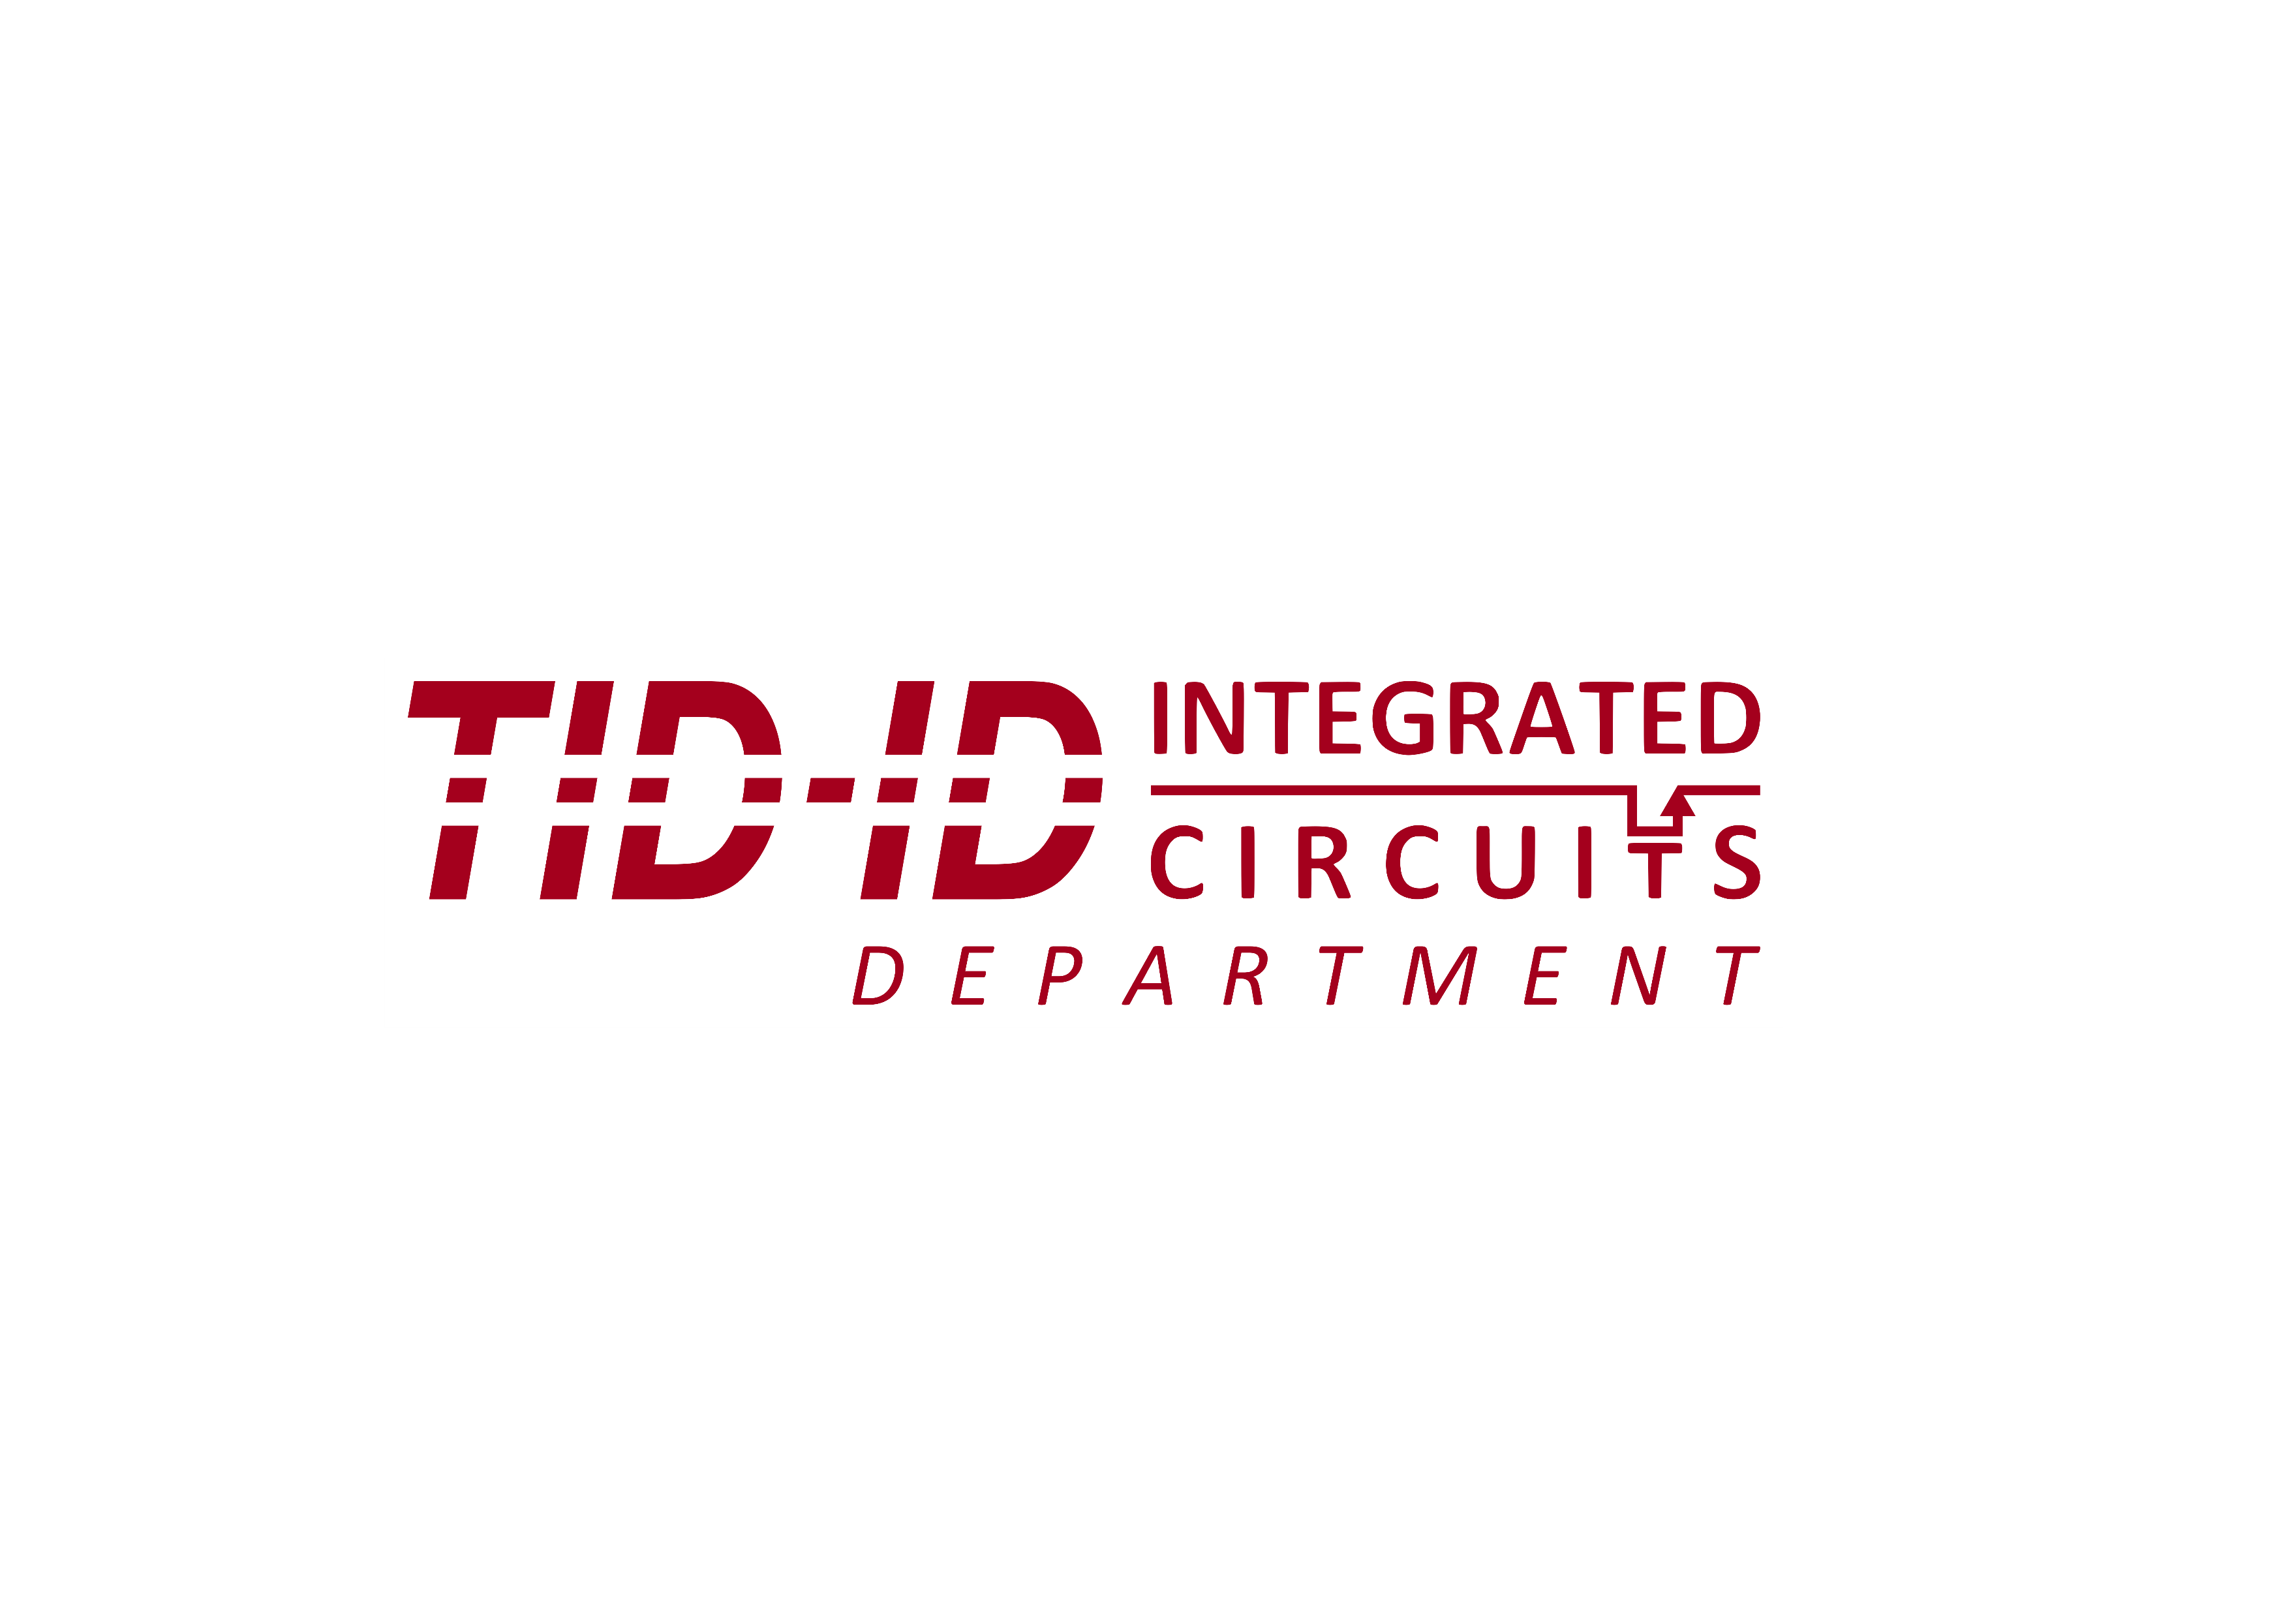 TID-ID
INTEGRATED
CIRCUITS
DEPARTMENT